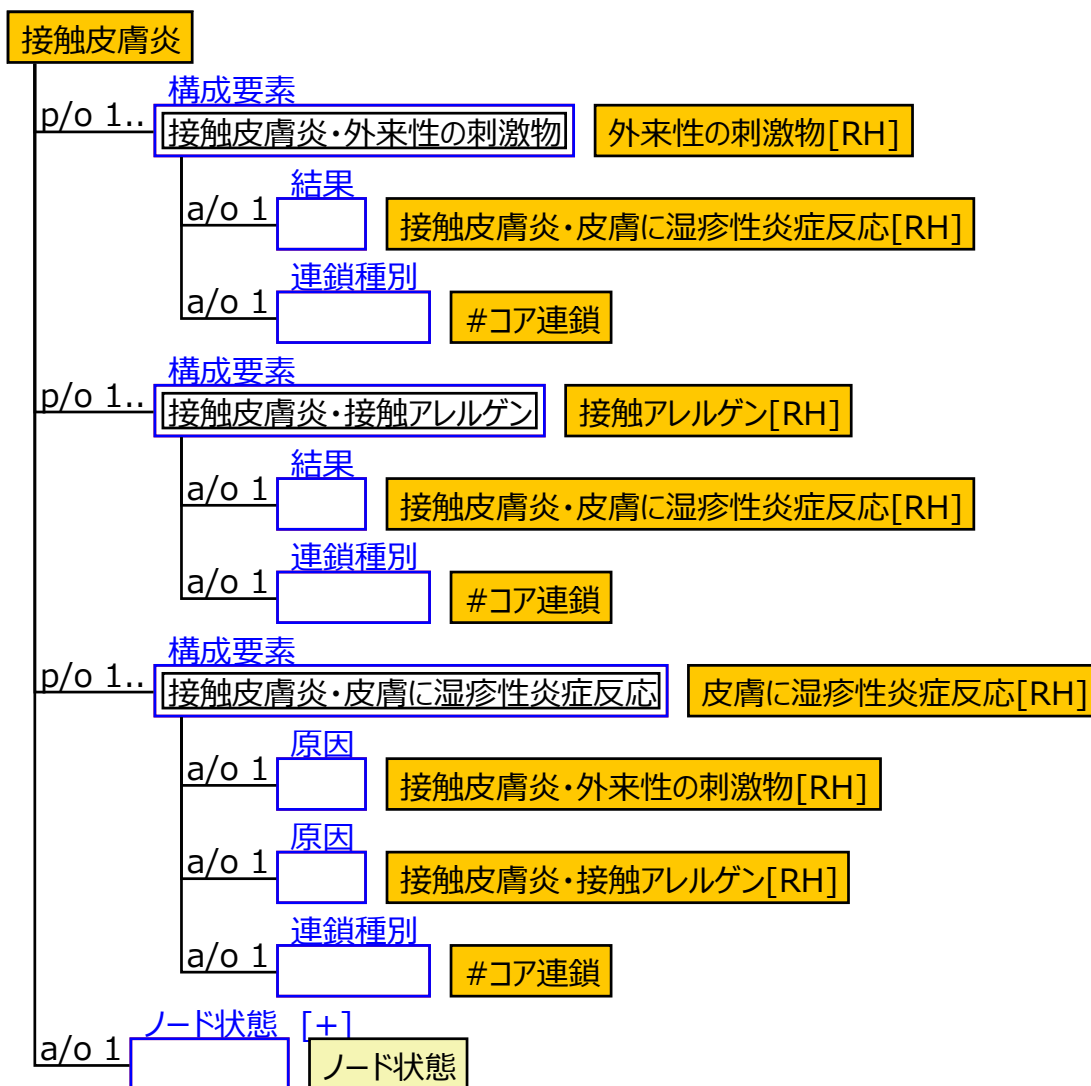 接触皮膚炎
構成要素
p/o 1.. 接触皮膚炎・外来性の刺激物 外来性の刺激物[RH]
結果
a/o 1 接触皮膚炎・皮膚に湿疹性炎症反応[RH]
連鎖種別
a/o 1 #コア連鎖
構成要素
p/o 1.. 接触皮膚炎・接触アレルゲン 接触アレルゲン[RH]
結果
a/o 1 接触皮膚炎・皮膚に湿疹性炎症反応[RH]
連鎖種別
a/o 1 #コア連鎖
構成要素
p/o 1.. 接触皮膚炎・皮膚に湿疹性炎症反応 皮膚に湿疹性炎症反応[RH]
原因
a/o 1 接触皮膚炎・外来性の刺激物[RH]
原因
a/o 1 接触皮膚炎・接触アレルゲン[RH]
連鎖種別
a/o 1 #コア連鎖
ノード状態 [+]
a/o 1 ノード状態